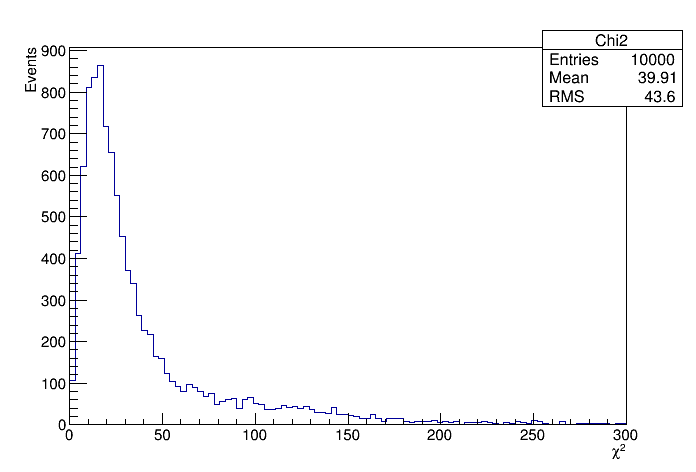 Chi2
Entries 10000
Mean 39.91
RMS 43.6
Events
900
800
700
600
500
400
300
200
100
0
0 50 100 150 200 250 300
χ²